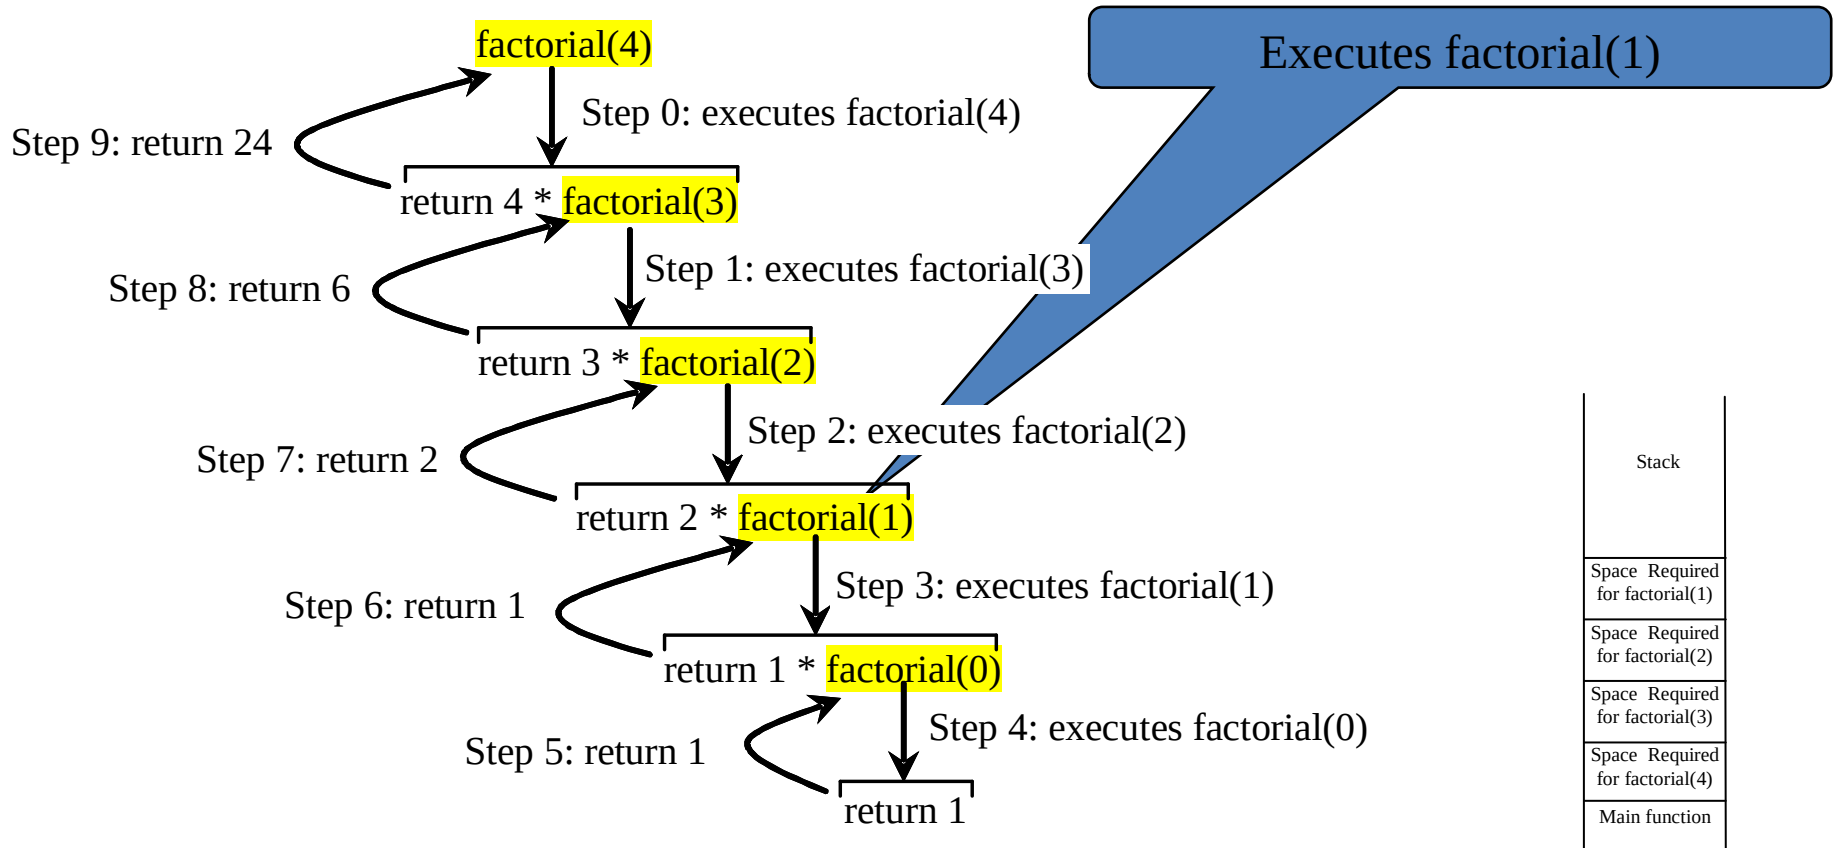 factorial(4)
Executes factorial(1)
Step 0: executes factorial(4)
Step 9: return 24
return 4 * factorial(3)
Step 1: executes factorial(3)
Step 8: return 6
return 3 * factorial(2)
Step 2: executes factorial(2)
Step 7: return 2
return 2 * factorial(1)
Step 3: executes factorial(1)
Step 6: return 1
return 1 * factorial(0)
Step 4: executes factorial(0)
Step 5: return 1
return 1
Stack
Space Required
for factorial(1)
Space Required
for factorial(2)
Space Required
for factorial(3)
Space Required
for factorial(4)
Main function